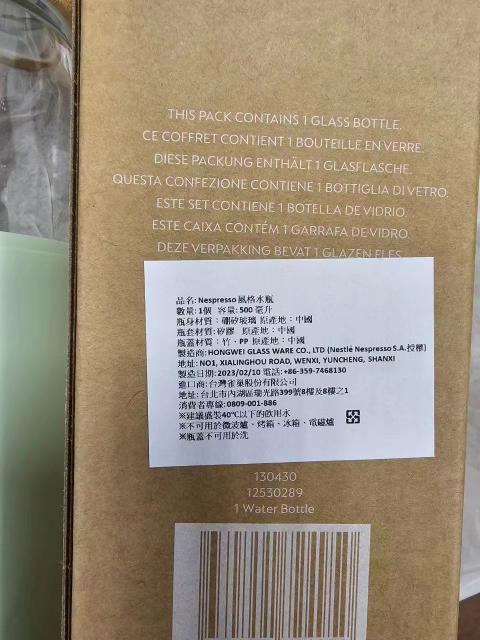 THIS PACK CONTAINS 1 GLASS BOTTLE.
CE COFFRET CONTIENT 1 BOUTEILLE EN VERRE.
DIESE PACKUNG ENTHÄLT 1 GLASFLASCHE.
QUESTA CONFEZIONE CONTIENE 1 BOTTIGLIA DI VETRO.
ESTE SET CONTIENE 1 BOTELLA DE VIDRIO.
ESTE CAIXA CONTÉM 1 GARRAFA DE VIDRO.
DEZE VERPAKKING BEVAT 1 GLAZEN FLES.
品名: Nespresso風格水瓶
數量: 1個 容量: 500 毫升
瓶身材質：硼矽玻璃 原產地：中國
瓶套材質: 矽膠 原產地：中國
瓶蓋材質：竹、PP 原產地：中國
製造商: HONGWEI GLASS WARE CO., LTD (Nestlé Nespresso S.A.授權)
地址: NO1, XIALINGHOU ROAD, WENXI, YUNCHENG, SHANXI
製造日期: 2023/02/10 電話: +86-359-7468130
進口商: 台灣雀巢股份有限公司
地址: 台北市內湖區瑞光路399號8樓及8樓之1
消費者專線: 0809-001-886
※建議盛裝40℃以下的飲用水
※不可用於微波爐、烤箱、冰箱、電磁爐
※瓶蓋不可用於洗
130430
12530289
1 Water Bottle